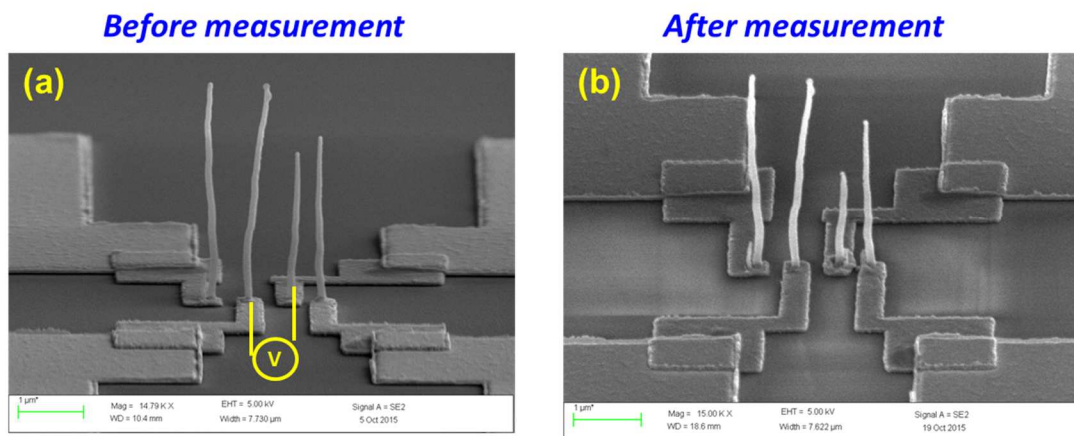 Before measurement
After measurement
(a)
V
1 μm*
Mag = 14.79 K X
EHT = 5.00 kV
Signal A = SE2
WD = 10.4 mm
Width = 7.730 μm
5 Oct 2015
(b)
1 μm*
Mag = 15.00 K X
EHT = 5.00 kV
Signal A = SE2
WD = 18.6 mm
Width = 7.622 μm
19 Oct 2015